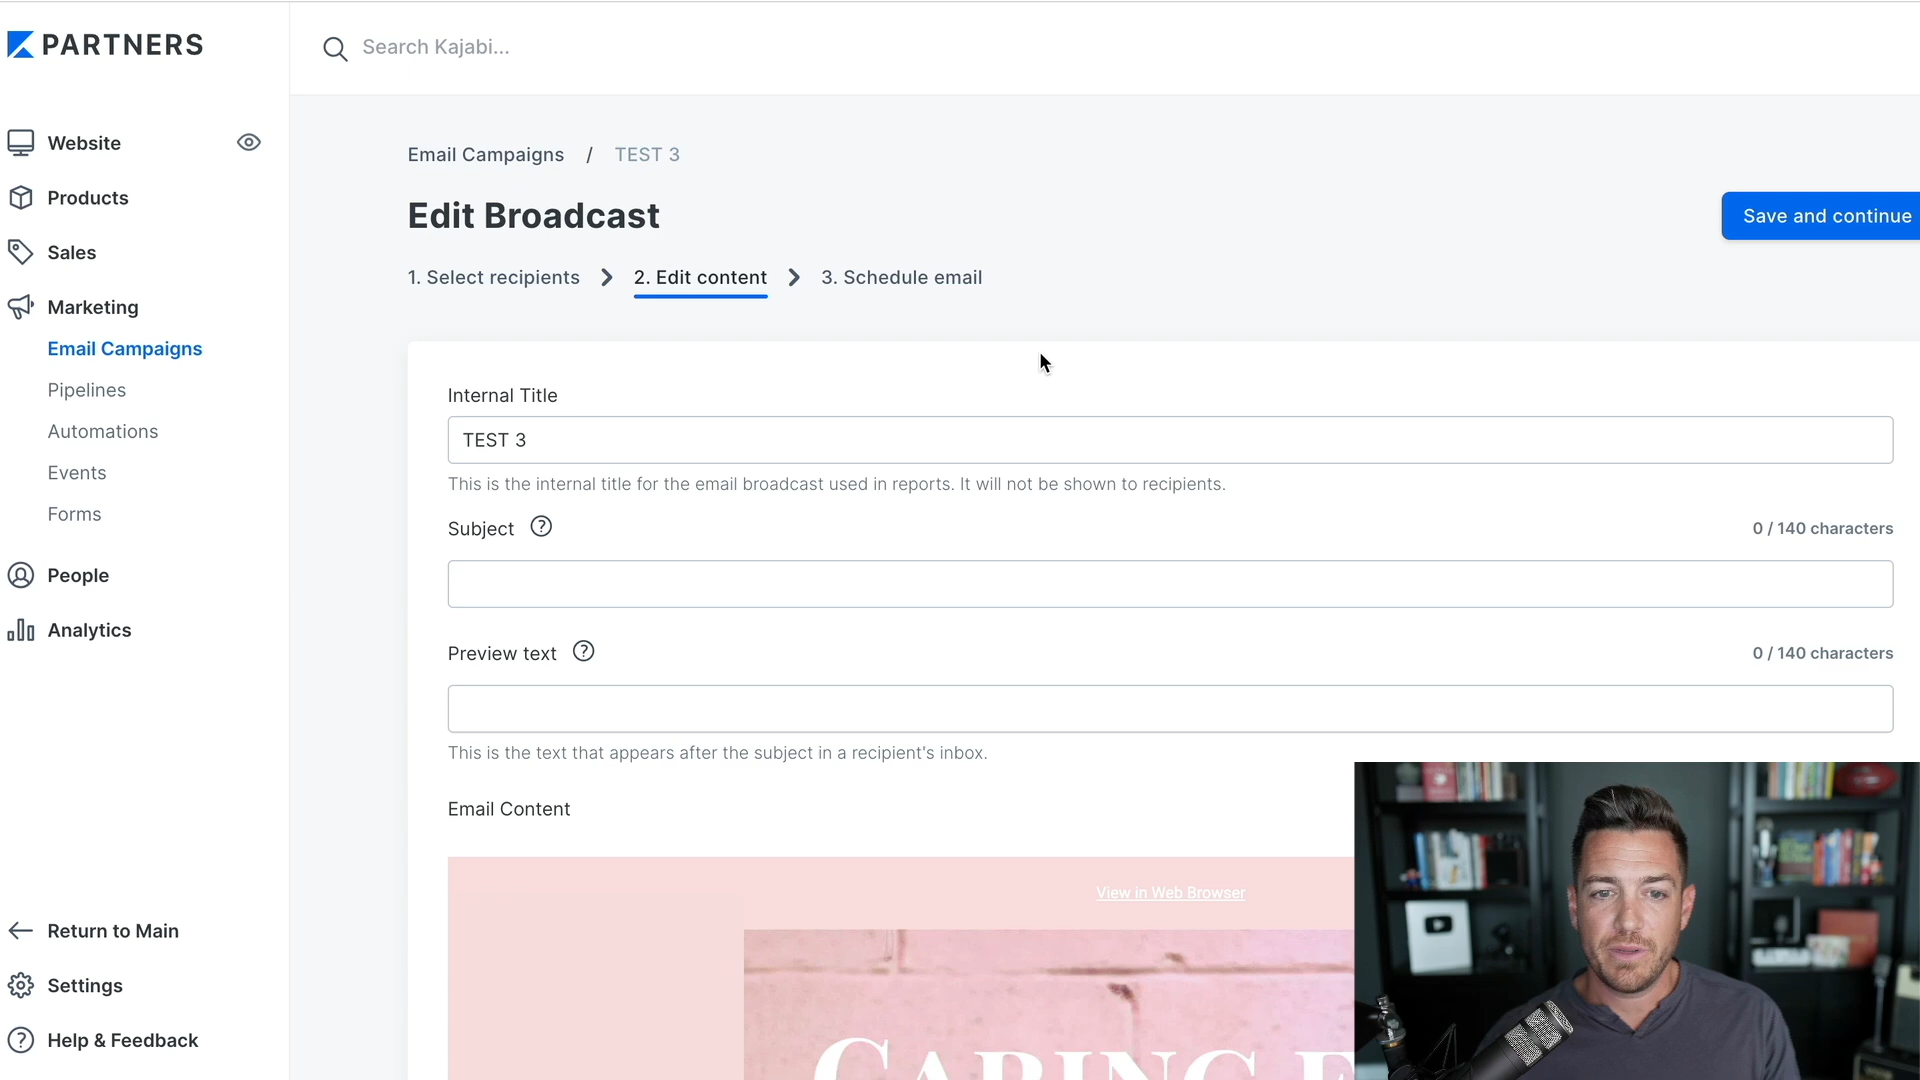 PARTNERS
Search Kajabi...
Website
Products
Sales
Marketing
Email Campaigns
Pipelines
Automations
Events
Forms
People
Analytics
Return to Main
Settings
Help & Feedback
Email Campaigns / TEST 3
Edit Broadcast
Save and continue
1. Select recipients
2. Edit content
3. Schedule email
Internal Title
TEST 3
This is the internal title for the email broadcast used in reports. It will not be shown to recipients.
Subject
0 / 140 characters
Preview text
0 / 140 characters
This is the text that appears after the subject in a recipient's inbox.
Email Content
View in Web Browser